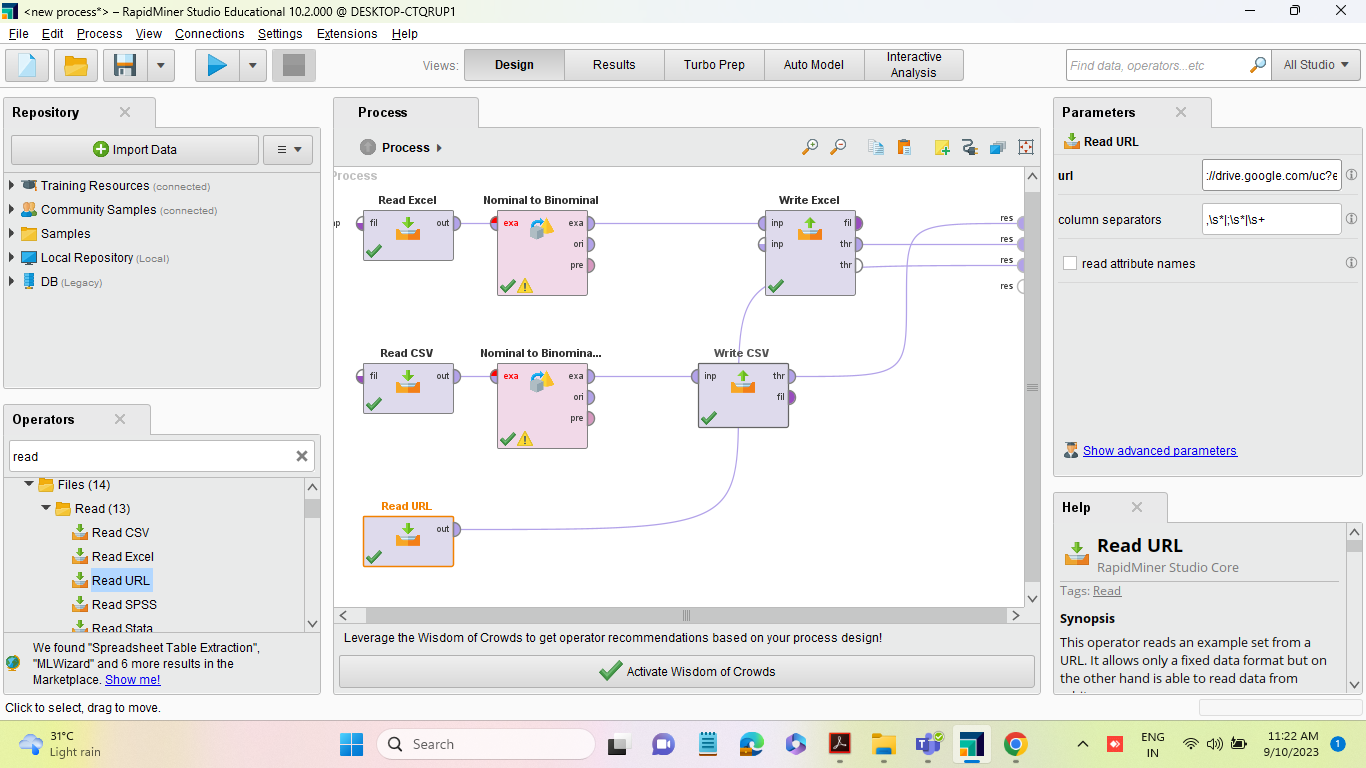 <new process*> – RapidMiner Studio Educational 10.2.000 @ DESKTOP-CTQRUP1
File Edit Process View Connections Settings Extensions Help
Views: Design Results Turbo Prep Auto Model Interactive Analysis
Find data, operators...etc
All Studio
Repository
Import Data
Training Resources (connected)
Community Samples (connected)
Samples
Local Repository (Local)
DB (Legacy)
Operators
read
Files (14)
Read (13)
Read CSV
Read Excel
Read URL
Read SPSS
Read Stata
We found "Spreadsheet Table Extraction",
"MLWizard" and 6 more results in the
Marketplace. Show me!
Process
Process
Process
Read Excel
fil out
Nominal to Binominal
exa exa
ori
pre
Write Excel
inp fil
inp thr
thr
res
res
res
res
Read CSV
fil out
Nominal to Binomina...
exa exa
ori
pre
Write CSV
inp thr
fil
Read URL
out
Leverage the Wisdom of Crowds to get operator recommendations based on your process design!
Activate Wisdom of Crowds
Parameters
Read URL
url ://drive.google.com/uc?e
column separators ,\s*|;\s*|\s+
read attribute names
Show advanced parameters
Help
Read URL
RapidMiner Studio Core
Tags: Read
Synopsis
This operator reads an example set from a
URL. It allows only a fixed data format but on
the other hand is able to read data from
Click to select, drag to move.
31°C
Light rain
Search
ENG
IN
11:22 AM
9/10/2023
1